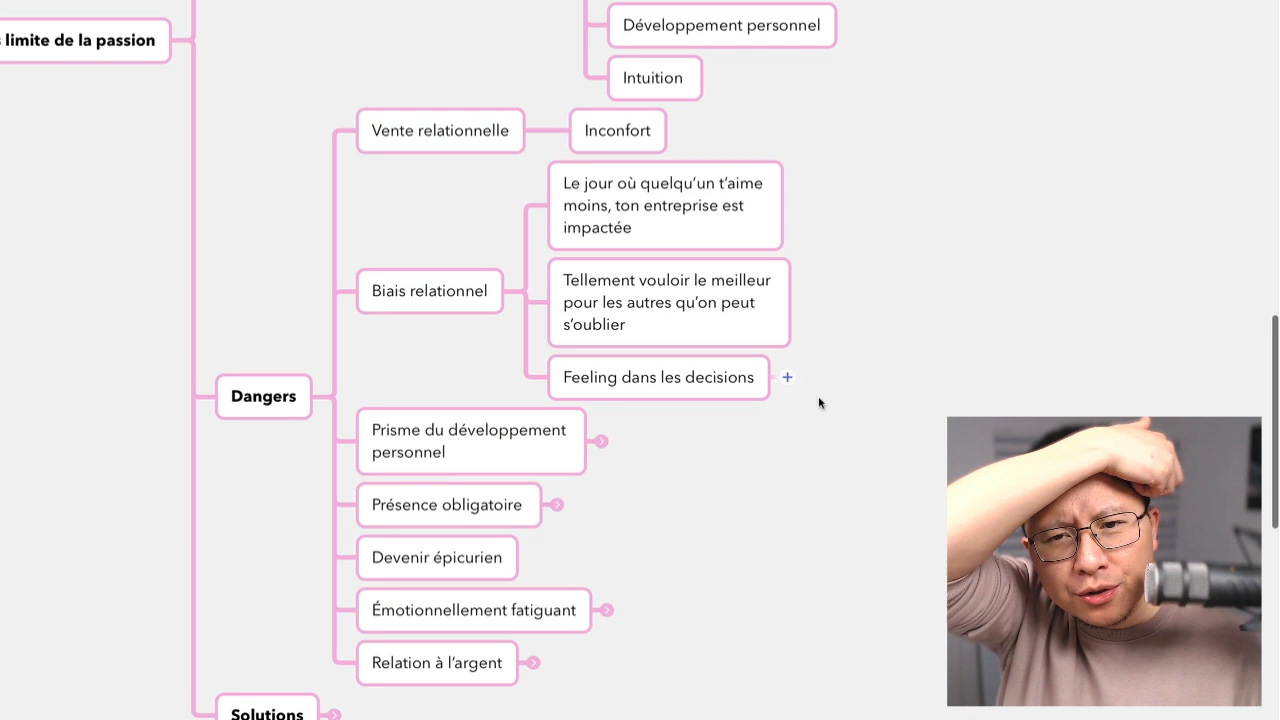 limite de la passion
Développement personnel
Intuition
Vente relationnelle
Inconfort
Le jour où quelqu’un t’aime
moins, ton entreprise est
impactée
Biais relationnel
Tellement vouloir le meilleur
pour les autres qu’on peut
s’oublier
Feeling dans les decisions
Dangers
Prisme du développement
personnel
Présence obligatoire
Devenir épicurien
Émotionnellement fatiguant
Relation à l’argent
Solutions